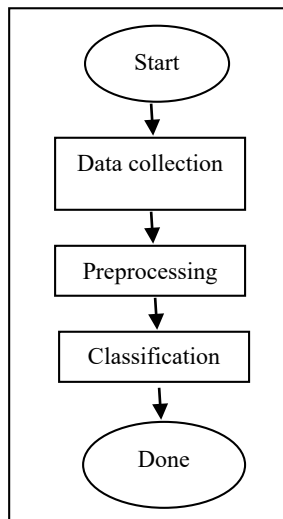 Start
Data collection
Preprocessing
Classification
Done